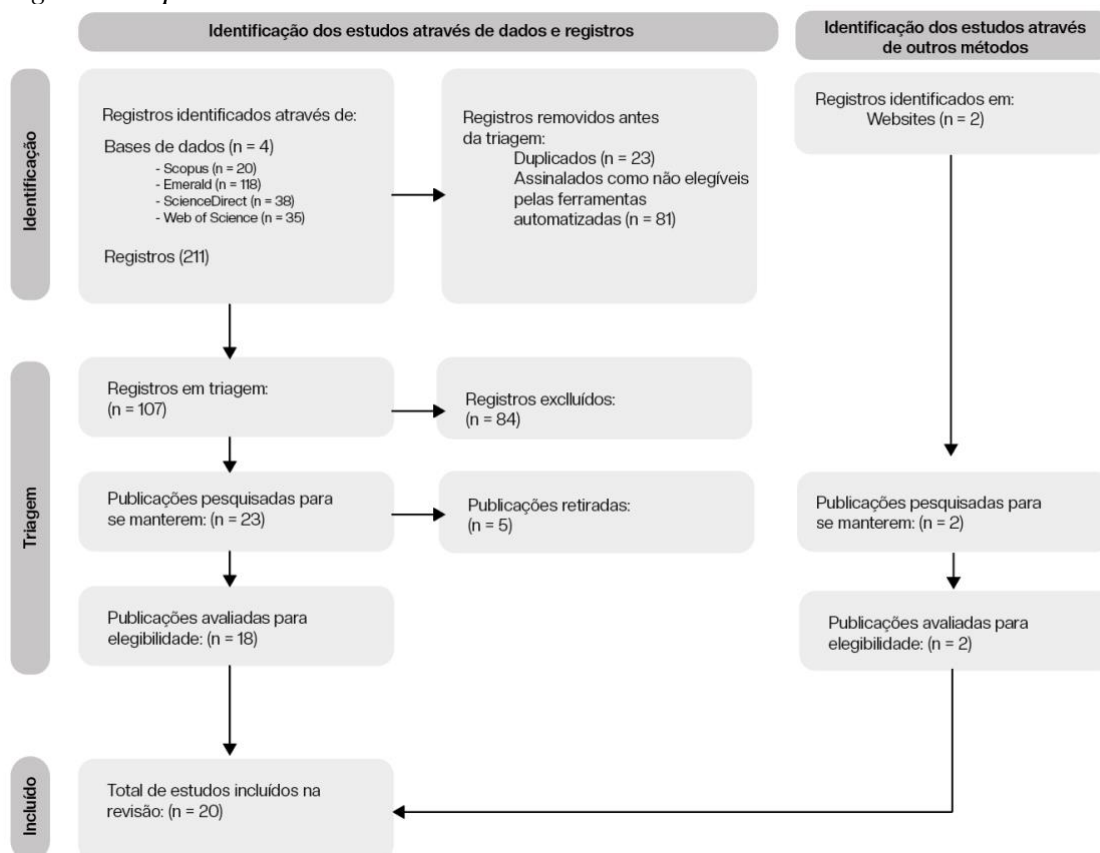 Identificação dos estudos através de dados e registros
Identificação dos estudos através
de outros métodos
Identificação
Registros identificados através de:
Bases de dados (n = 4)
- Scopus (n = 20)
- Emerald (n = 118)
- ScienceDirect (n = 38)
- Web of Science (n = 35)
Registros (211)
Registros removidos antes
da triagem:
Duplicados (n = 23)
Assinalados como não elegíveis
pelas ferramentas
automatizadas (n = 81)
Registros identificados em:
Websites (n = 2)
Triagem
Registros em triagem:
(n = 107)
Registros exclluídos:
(n = 84)
Publicações pesquisadas para
se manterem: (n = 23)
Publicações retiradas:
(n = 5)
Publicações pesquisadas para
se manterem: (n = 2)
Publicações avaliadas para
elegibilidade: (n = 18)
Publicações avaliadas para
elegibilidade: (n = 2)
Incluído
Total de estudos incluídos na
revisão: (n = 20)